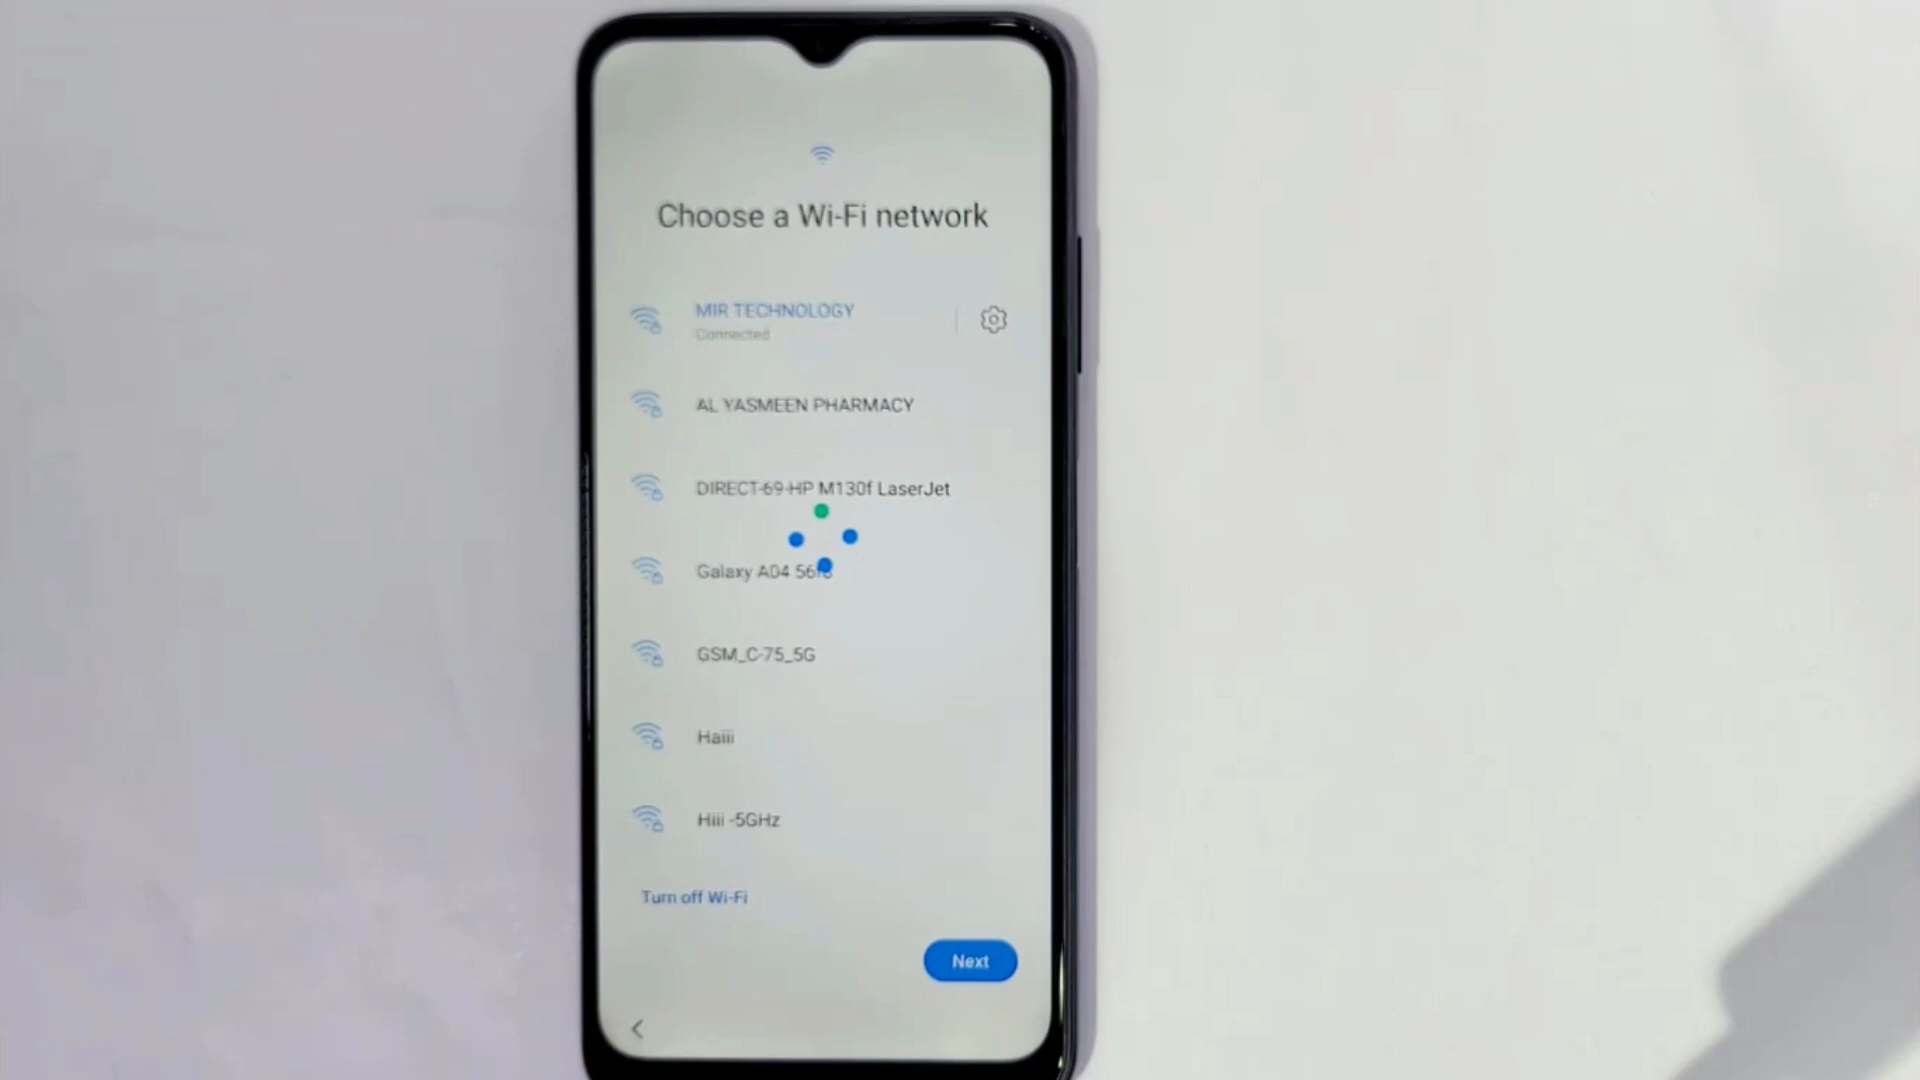 Choose a Wi-Fi network
MIR TECHNOLOGY
Connected
AL YASMEEN PHARMACY
DIRECT-69-HP M130f LaserJet
Galaxy A04
GSM_C-75_5G
Haiii
Hiii -5GHz
Turn off Wi-Fi
Next